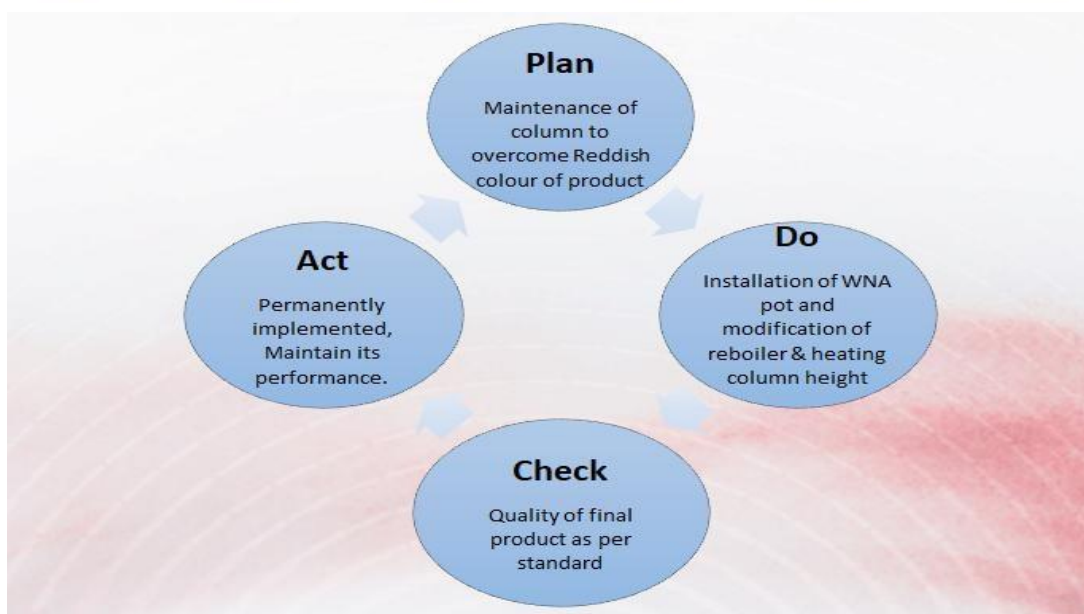 Plan
Maintenance of
column to
overcome Reddish
colour of product
Do
Installation of WNA
pot and
modification of
reboiler & heating
column height
Check
Quality of final
product as per
standard
Act
Permanently
implemented,
Maintain its
performance.